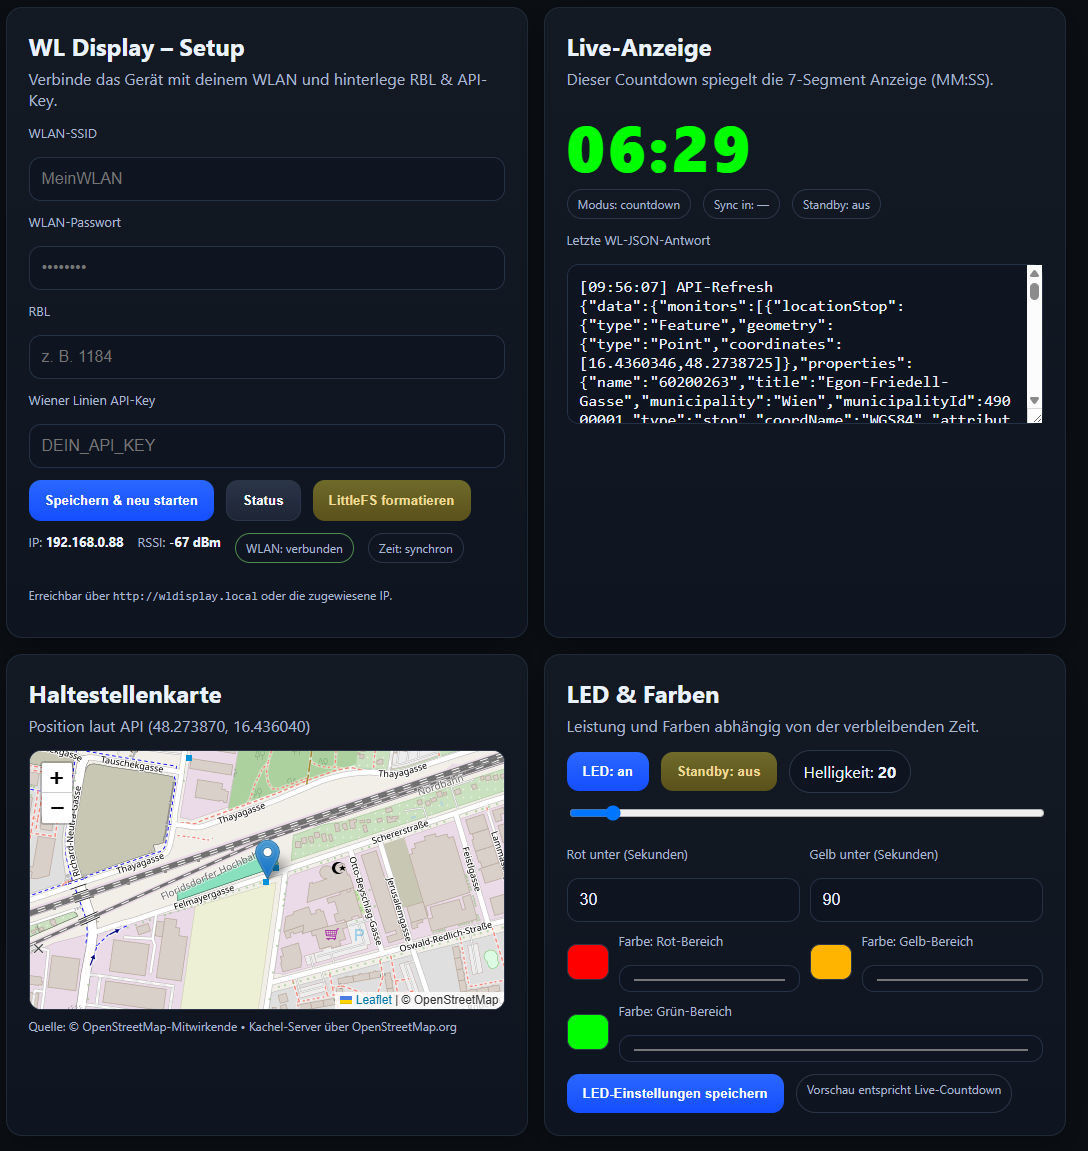 WL Display – Setup
Verbinde das Gerät mit deinem WLAN und hinterlege RBL & API-
Key.
WLAN-SSID
MeinWLAN
WLAN-Passwort
••••••••
RBL
z. B. 1184
Wiener Linien API-Key
DEIN_API_KEY
Speichern & neu starten
Status
LittleFS formatieren
IP: 192.168.0.88
RSSI: -67 dBm
WLAN: verbunden
Zeit: synchron
Erreichbar über http://wldisplay.local oder die zugewiesene IP.
Live-Anzeige
Dieser Countdown spiegelt die 7-Segment Anzeige (MM:SS).
06:29
Modus: countdown
Sync in: —
Standby: aus
Letzte WL-JSON-Antwort
[09:56:07] API-Refresh
{"data":{"monitors":[{"locationStop":
{"type":"Feature","geometry":
{"type":"Point","coordinates":
[16.4360346,48.2738725]},"properties":
{"name":"60200263","title":"Egon-Friedell-
Gasse","municipality":"Wien","municipalityId":490
00001,"type":"stop","coordName":"WGS84","attribut
Haltestellenkarte
Position laut API (48.273870, 16.436040)
+
−
Tauschekgasse
Richard-Neutra-Gasse
Thayagasse
Thayagasse
Thayagasse
Nordbahn
Schererstraße
Felmayergasse
Otto-Beyschlag-Gasse
Jerusalemgasse
Feistlgasse
Oswald-Redlich-Straße
P
Leaflet | © OpenStreetMap
Quelle: © OpenStreetMap-Mitwirkende • Kachel-Server über OpenStreetMap.org
LED & Farben
Leistung und Farben abhängig von der verbleibenden Zeit.
LED: an
Standby: aus
Helligkeit: 20
Rot unter (Sekunden)
Gelb unter (Sekunden)
30
90
Farbe: Rot-Bereich
Farbe: Gelb-Bereich
Farbe: Grün-Bereich
LED-Einstellungen speichern
Vorschau entspricht Live-Countdown